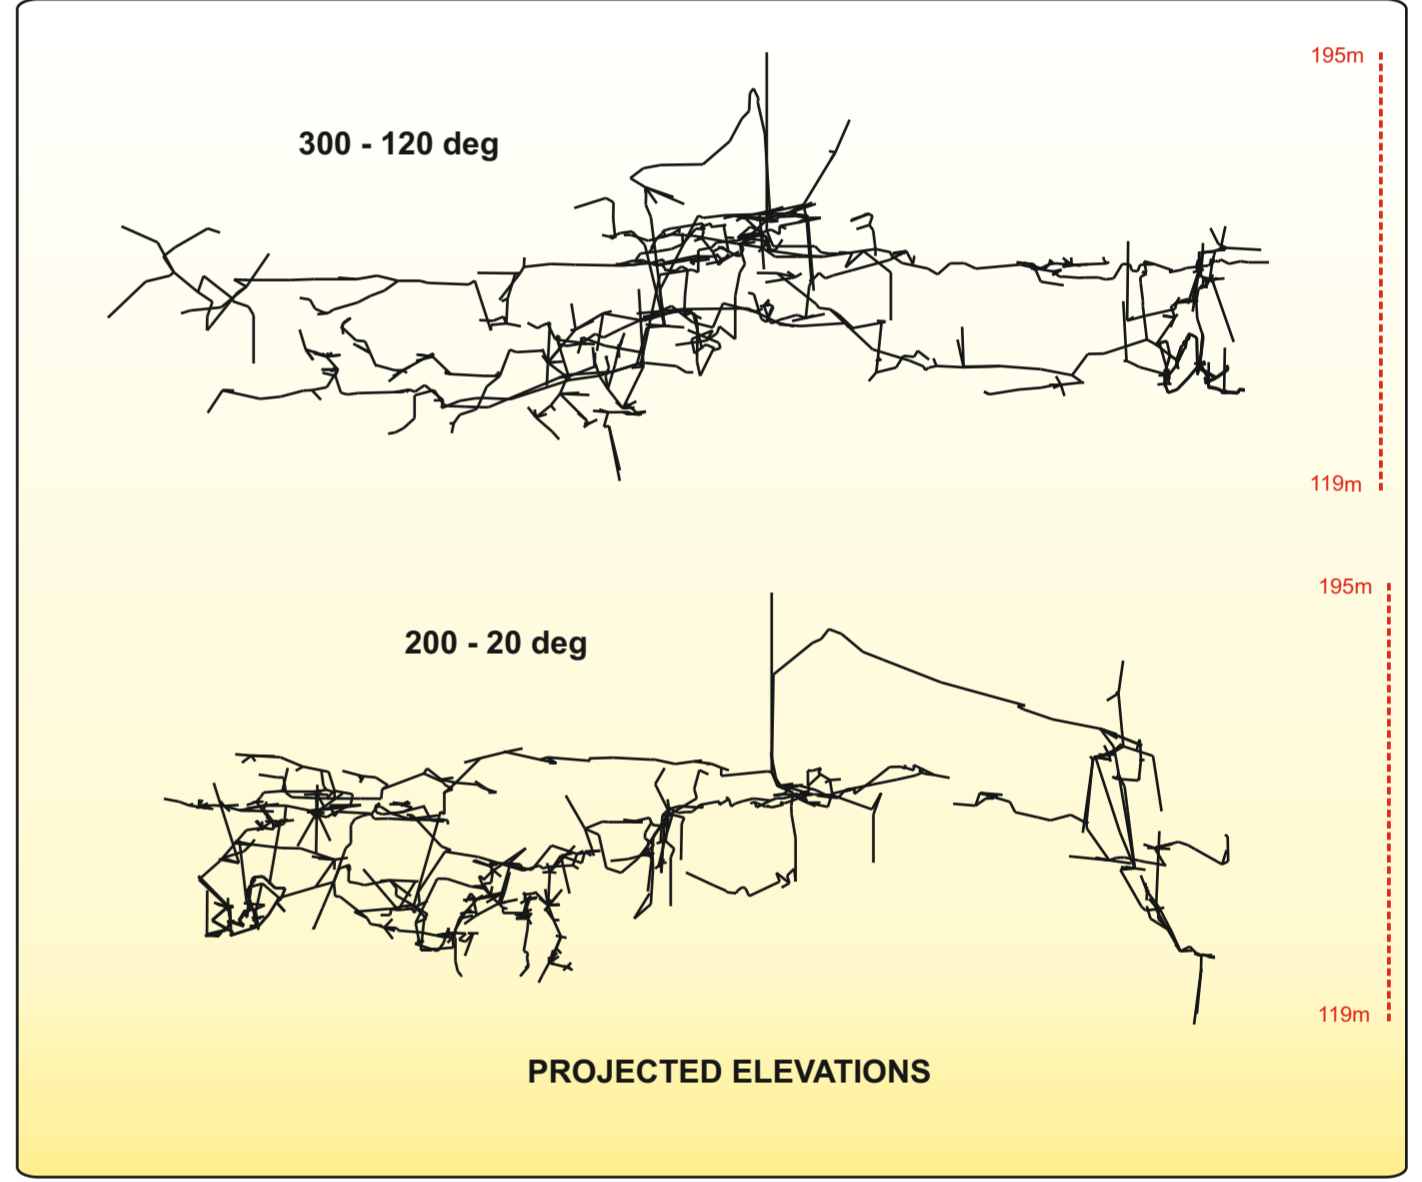 195m
300 - 120 deg
119m
195m
200 - 20 deg
119m
PROJECTED ELEVATIONS